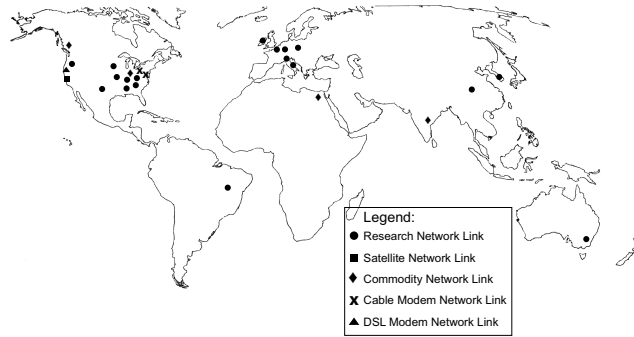 Legend:
Research Network Link
Satellite Network Link
Commodity Network Link
Cable Modem Network Link
DSL Modem Network Link